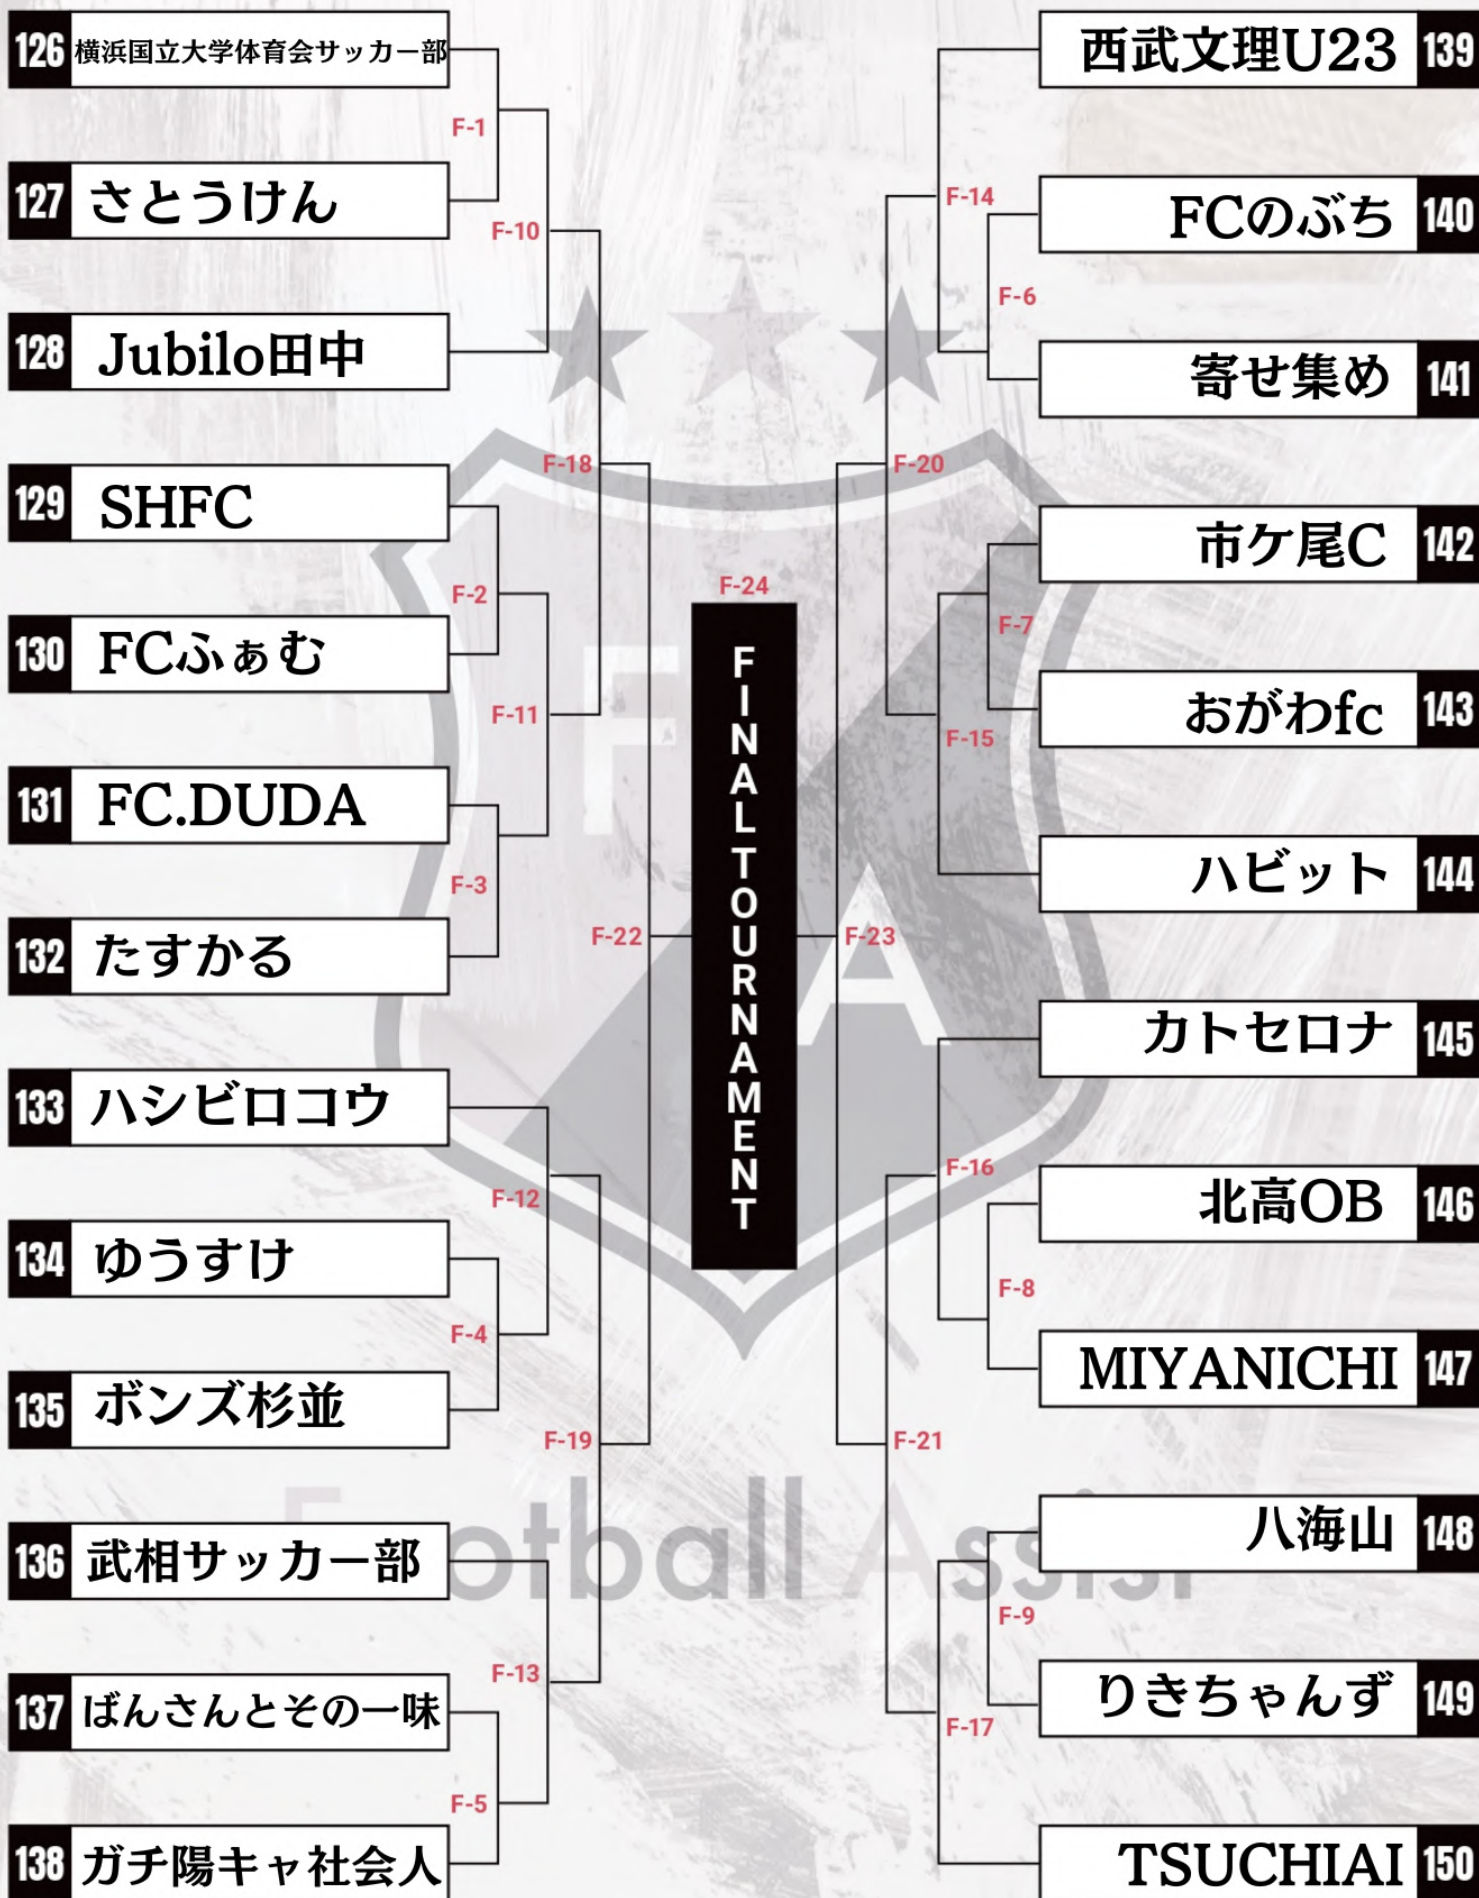 126 横浜国立大学体育会サッカー部
F-1
127 さとうけん
F-10
128 Jubilo田中
F-18
129 SHFC
F-2
130 FCふぁむ
F-11
131 FC.DUDA
F-3
132 たすかる
F-22
133 ハシビロコウ
F-12
134 ゆうすけ
F-4
135 ボンズ杉並
F-19
136 武相サッカー部
F-13
137 ばんさんとその一味
F-5
138 ガチ陽キャ社会人
F-24
FINAL TOURNAMENT
西武文理U23 139
F-14
FCのぶち 140
F-6
寄せ集め 141
F-20
市ケ尾C 142
F-7
おがわfc 143
F-15
ハビット 144
F-23
カトセロナ 145
F-16
北高OB 146
F-8
MIYANICHI 147
F-21
八海山 148
F-9
りきちゃんず 149
F-17
TSUCHIAI 150
F A
Football Assist